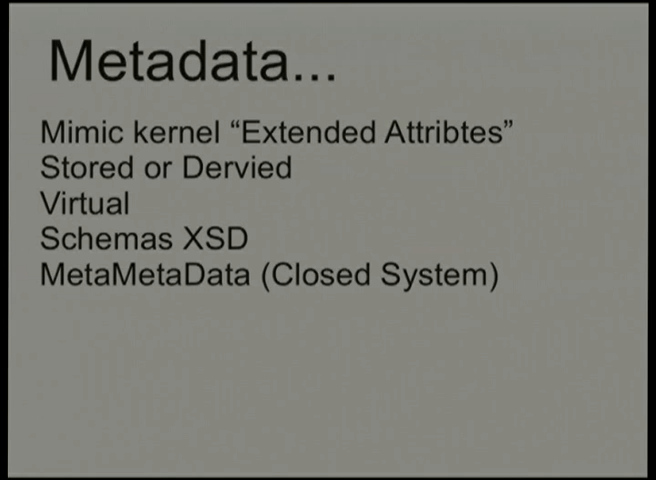 Metadata...
Mimic kernel “Extended Attribtes”
Stored or Dervied
Virtual
Schemas XSD
MetaMetaData (Closed System)